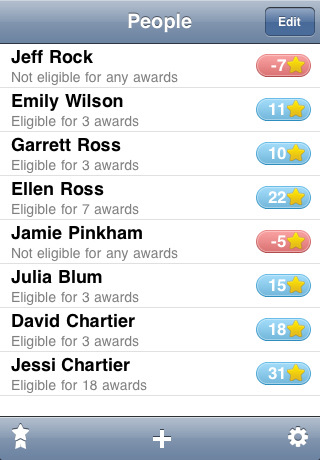 People
Edit
Jeff Rock
-7
Not eligible for any awards
Emily Wilson
11
Eligible for 3 awards
Garrett Ross
10
Eligible for 3 awards
Ellen Ross
22
Eligible for 7 awards
Jamie Pinkham
-5
Not eligible for any awards
Julia Blum
15
Eligible for 3 awards
David Chartier
18
Eligible for 3 awards
Jessi Chartier
31
Eligible for 18 awards